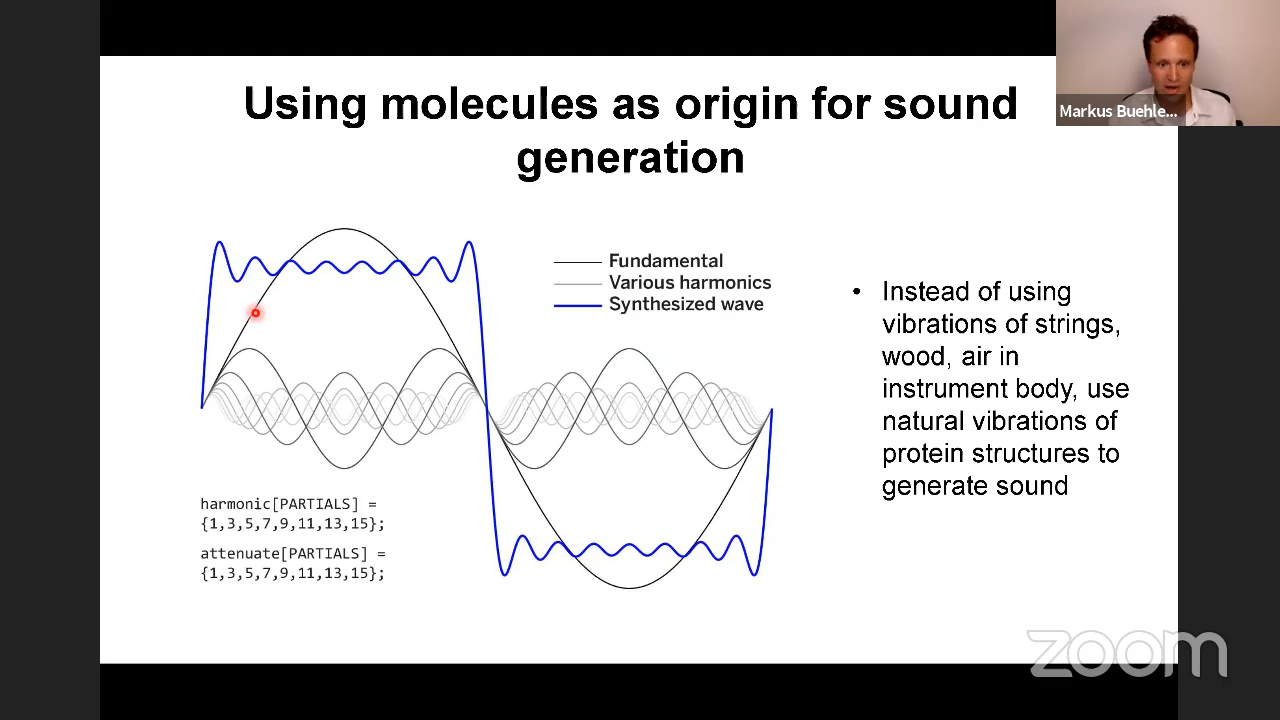 Using molecules as origin for sound
generation
Markus Buehle...
Fundamental
Various harmonics
Synthesized wave
harmonic[PARTIALS] =
{1,3,5,7,9,11,13,15};
attenuate[PARTIALS] =
{1,3,5,7,9,11,13,15};
• Instead of using
vibrations of strings,
wood, air in
instrument body, use
natural vibrations of
protein structures to
generate sound
zoom